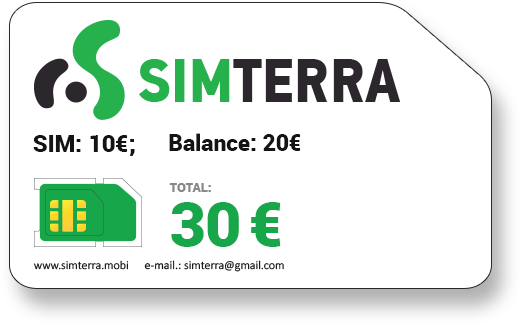 SIMTERRA
SIM: 10€; Balance: 20€
TOTAL:
30 €
www.simterra.mobi e-mail.: simterra@gmail.com